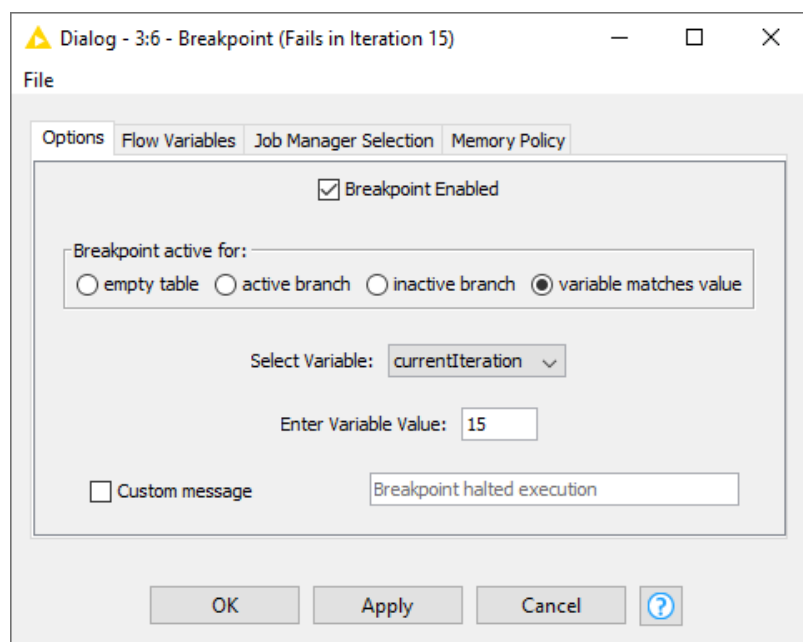 Dialog - 3:6 - Breakpoint (Fails in Iteration 15)
File
Options Flow Variables Job Manager Selection Memory Policy
Breakpoint Enabled
Breakpoint active for:
empty table active branch inactive branch variable matches value
Select Variable: currentIteration
Enter Variable Value: 15
Custom message Breakpoint halted execution
OK Apply Cancel ?